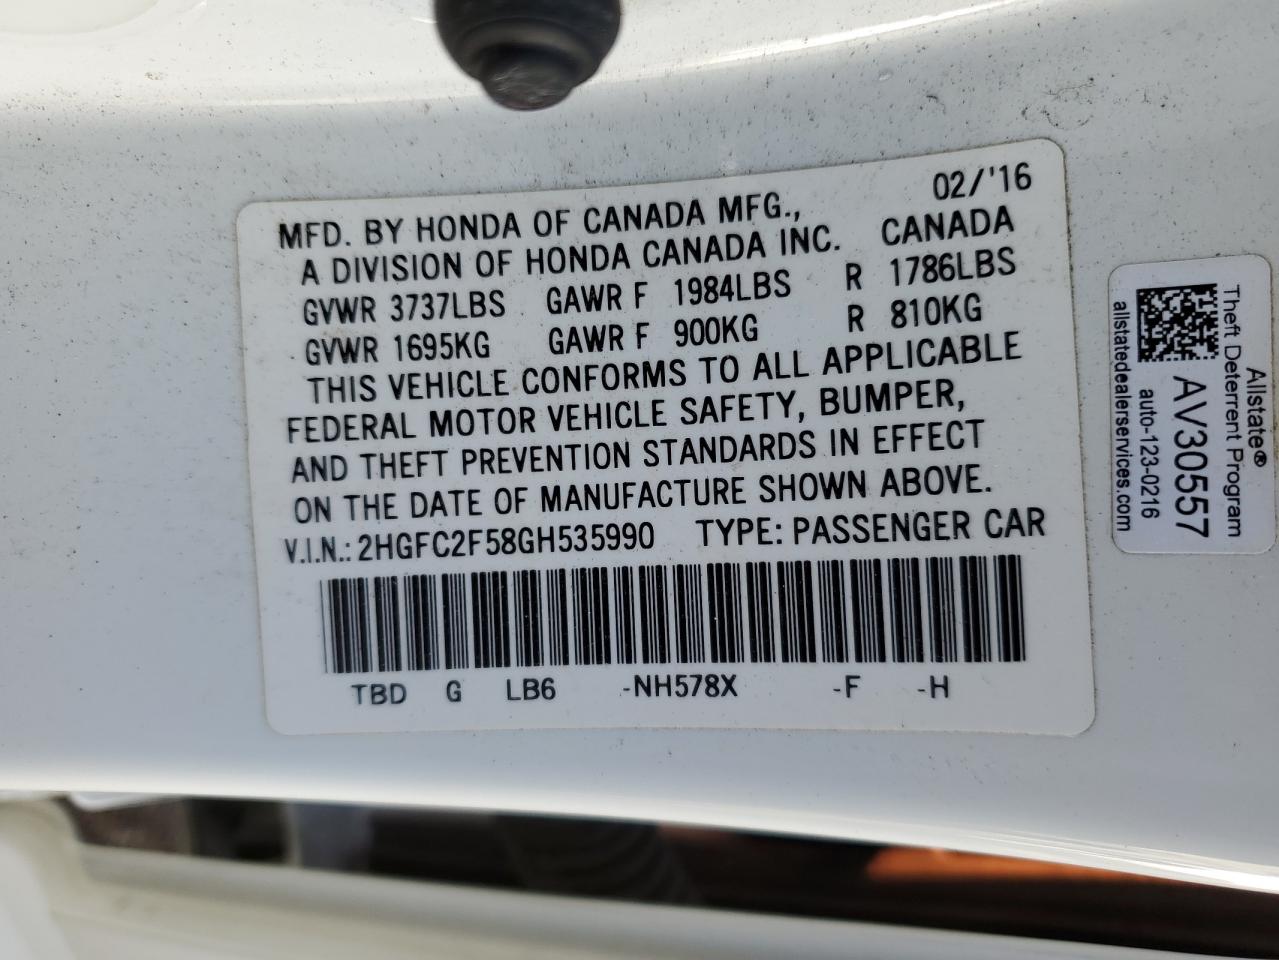 MFD. BY HONDA OF CANADA MFG., 02/'16
A DIVISION OF HONDA CANADA INC. CANADA
GVWR 3737LBS GAWR F 1984LBS R 1786LBS
GVWR 1695KG GAWR F 900KG R 810KG
THIS VEHICLE CONFORMS TO ALL APPLICABLE
FEDERAL MOTOR VEHICLE SAFETY, BUMPER,
AND THEFT PREVENTION STANDARDS IN EFFECT
ON THE DATE OF MANUFACTURE SHOWN ABOVE.
V.I.N.: 2HGFC2F58GH535990 TYPE: PASSENGER CAR
TBD G LB6 -NH578X -F -H
Allstate®
Theft Deterrent Program
AV30557
auto-123-0216
allstatedealerservices.com